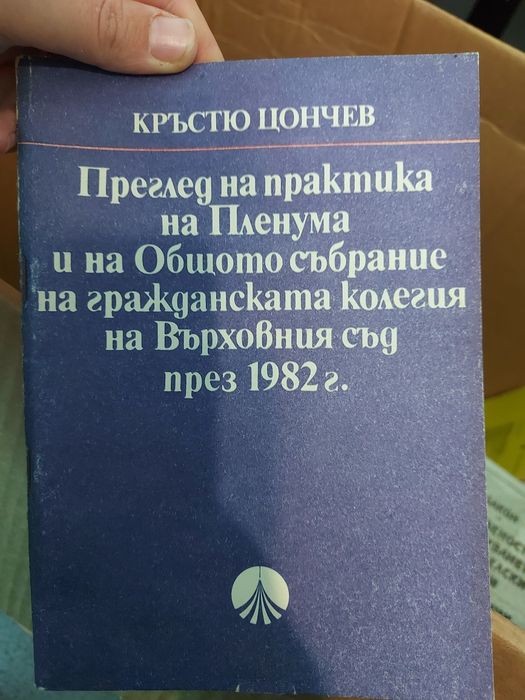 КРЪСТЮ ЦОНЧЕВ
Преглед на практика
на Пленума
и на Общото събрание
на гражданската колегия
на Върховния съд
през 1982 г.